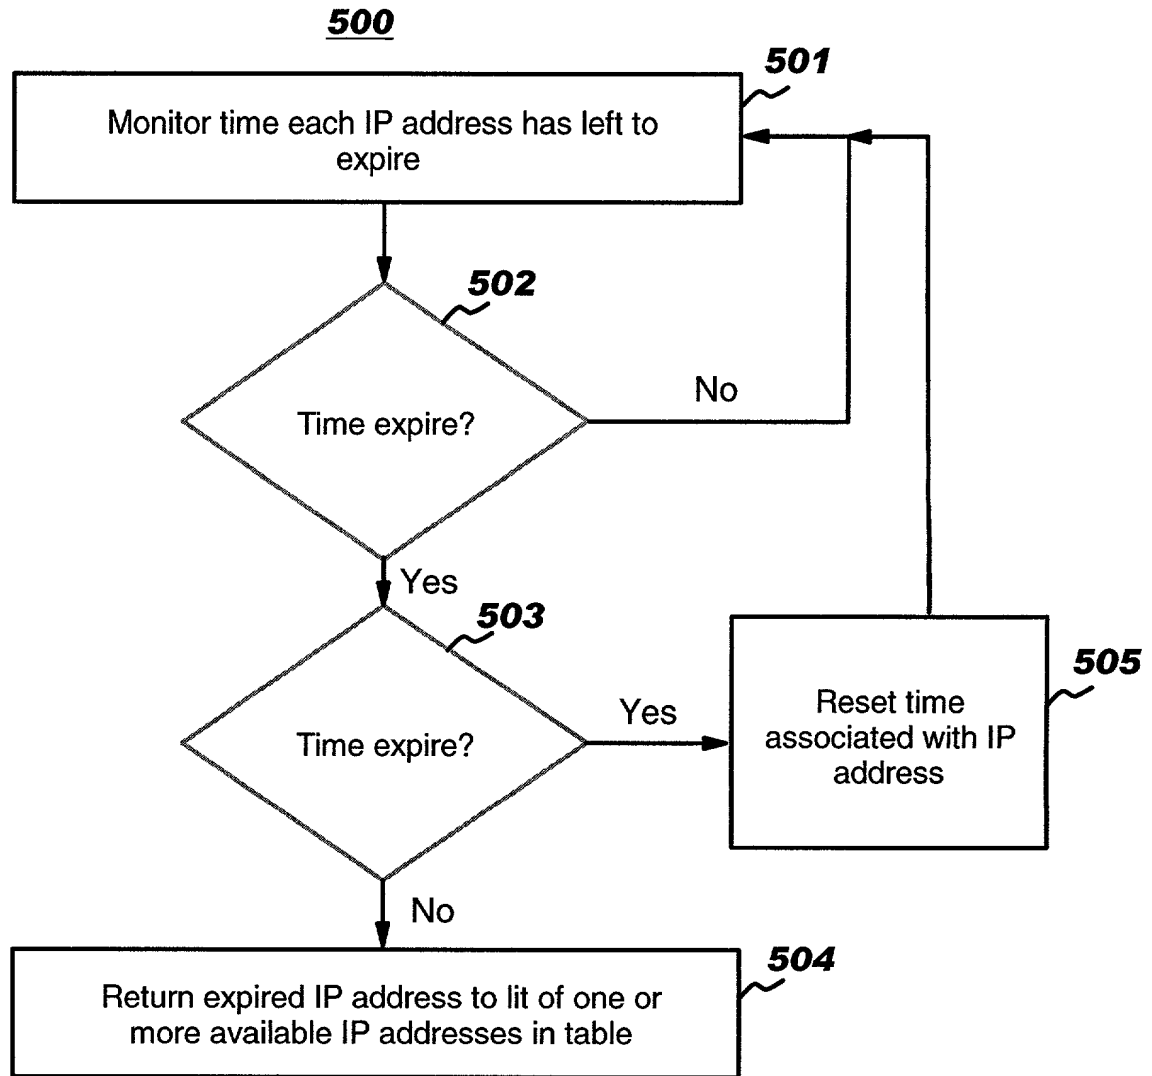 500
501
Monitor time each IP address has left to
expire
502
Time expire?
No
Yes
503
Time expire?
Yes
505
Reset time
associated with IP
address
No
504
Return expired IP address to lit of one or
more available IP addresses in table